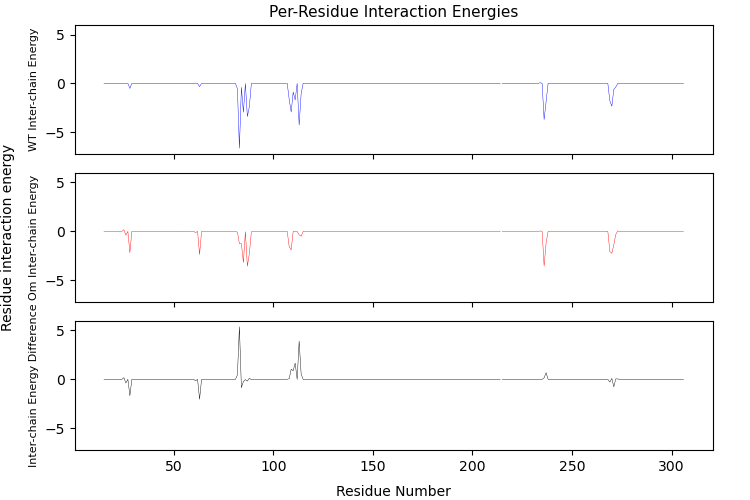 Per-Residue Interaction Energies
Residue interaction energy
WT Inter-chain Energy
5
0
−5
Om Inter-chain Energy
5
0
−5
Inter-chain Energy Difference
5
0
−5
50
100
150
200
250
300
Residue Number